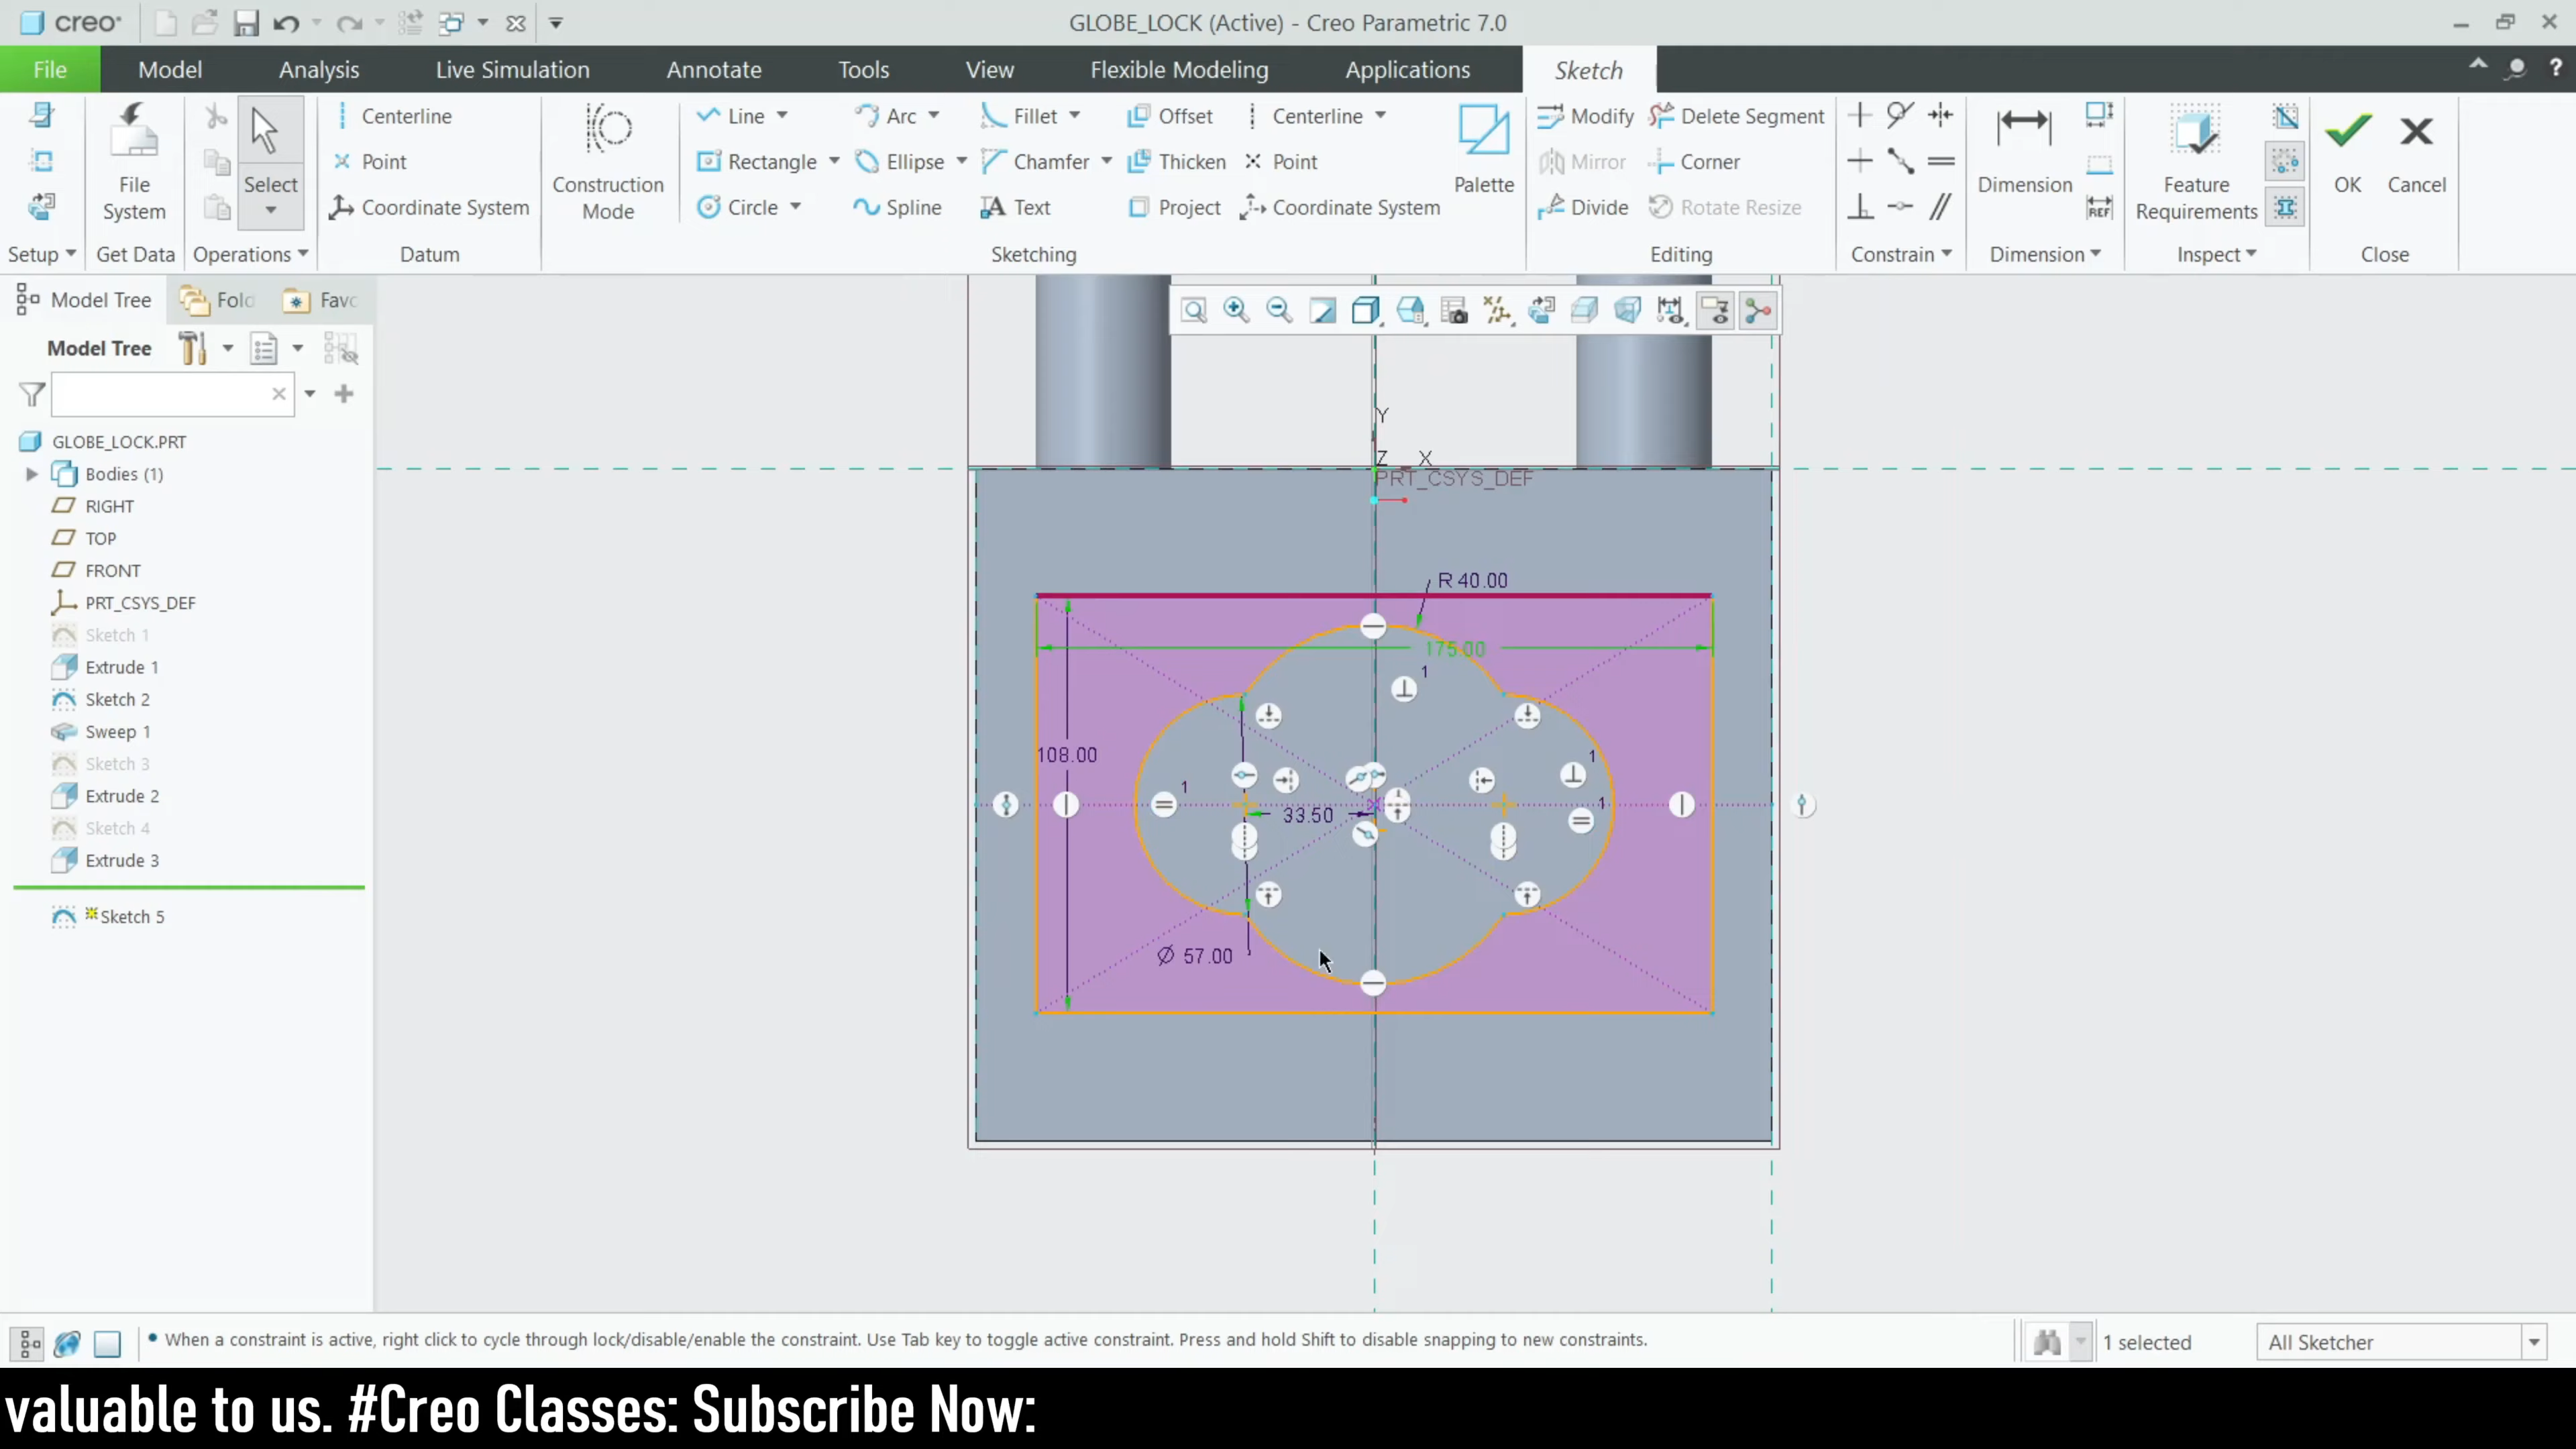 creo
GLOBE_LOCK (Active) - Creo Parametric 7.0
File Model Analysis Live Simulation Annotate Tools View Flexible Modeling Applications Sketch
Centerline Line Arc Fillet Offset Centerline Modify Delete Segment
Point Rectangle Ellipse Chamfer Thicken Point Mirror Corner
File System Select Construction Mode Palette Dimension Feature Requirements OK Cancel
Coordinate System Circle Spline Text Project Coordinate System Divide Rotate Resize
REF
Setup Get Data Operations Datum Sketching Editing Constrain Dimension Inspect Close
Model Tree Fold Favc
Model Tree
GLOBE_LOCK.PRT
Bodies (1)
RIGHT
TOP
FRONT
PRT_CSYS_DEF
Sketch 1
Extrude 1
Sketch 2
Sweep 1
Sketch 3
Extrude 2
Sketch 4
Extrude 3
Sketch 5
Y
Z X
PRT_CSYS_DEF
R 40.00
175.00
1
108.00
1
1
1
33.50
Ø 57.00
When a constraint is active, right click to cycle through lock/disable/enable the constraint. Use Tab key to toggle active constraint. Press and hold Shift to disable snapping to new constraints.
1 selected
All Sketcher
valuable to us. #Creo Classes: Subscribe Now: